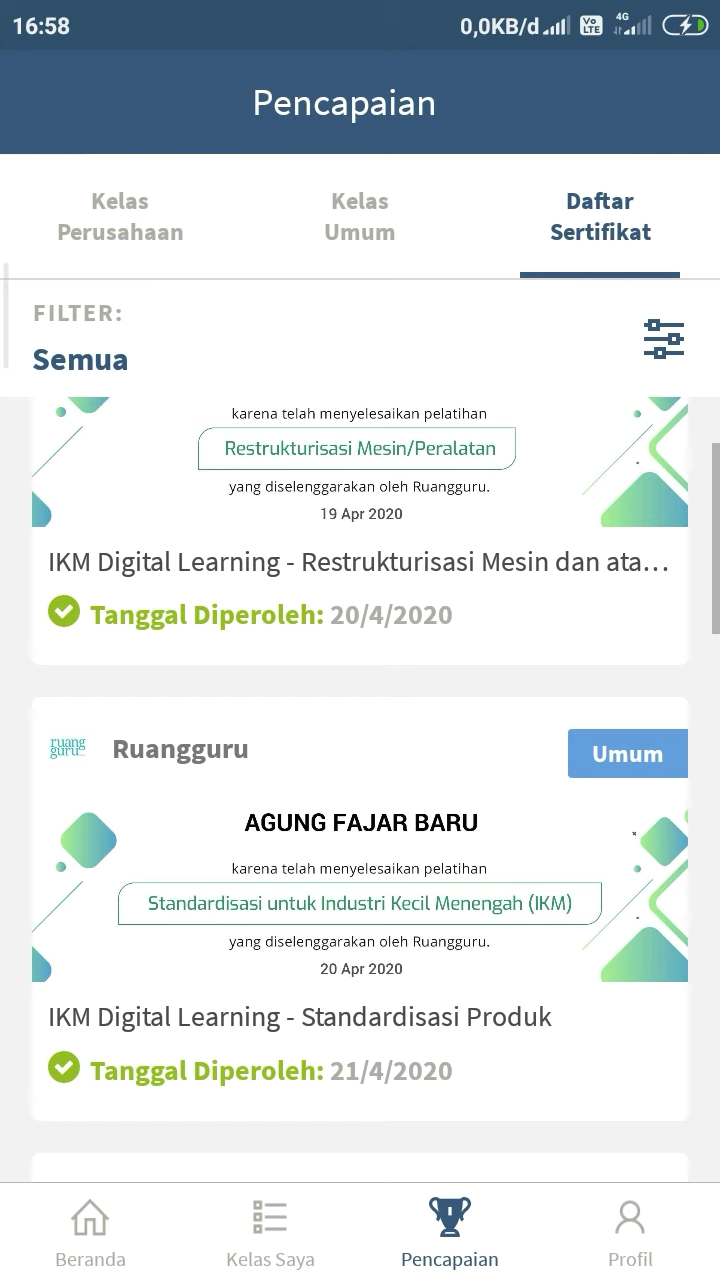 16:58
0,0KB/d
Vo LTE
4G
Pencapaian
Kelas Perusahaan
Kelas Umum
Daftar Sertifikat
FILTER:
Semua
karena telah menyelesaikan pelatihan
Restrukturisasi Mesin/Peralatan
yang diselenggarakan oleh Ruangguru.
19 Apr 2020
IKM Digital Learning - Restrukturisasi Mesin dan ata...
Tanggal Diperoleh: 20/4/2020
ruang guru
Ruangguru
Umum
AGUNG FAJAR BARU
karena telah menyelesaikan pelatihan
Standardisasi untuk Industri Kecil Menengah (IKM)
yang diselenggarakan oleh Ruangguru.
20 Apr 2020
IKM Digital Learning - Standardisasi Produk
Tanggal Diperoleh: 21/4/2020
Beranda
Kelas Saya
Pencapaian
Profil